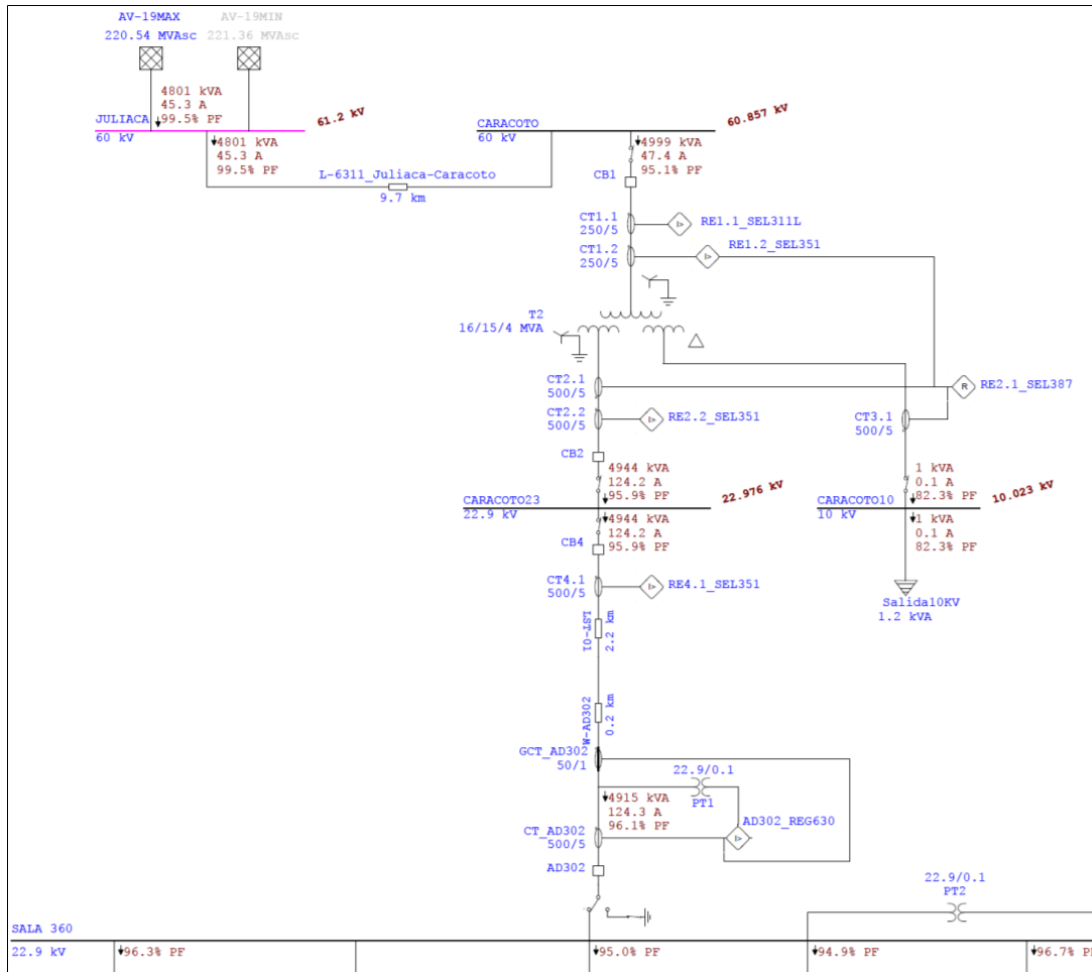 AV-19MAX
220.54 MVAsc
AV-19MIN
221.36 MVAsc
4801 kVA
45.3 A
99.5% PF
JULIACA
60 kV
61.2 kV
4801 kVA
45.3 A
99.5% PF
L-6311_Juliaca-Caracoto
9.7 km
CARACOTO
60 kV
60.857 kV
4999 kVA
47.4 A
95.1% PF
CB1
CT1.1
250/5
RE1.1_SEL311L
CT1.2
250/5
RE1.2_SEL351
T2
16/15/4 MVA
CT2.1
500/5
R
RE2.1_SEL387
CT2.2
500/5
RE2.2_SEL351
CT3.1
500/5
CB2
4944 kVA
124.2 A
95.9% PF
1 kVA
0.1 A
82.3% PF
CARACOTO23
22.9 kV
22.976 kV
CARACOTO10
10 kV
10.023 kV
4944 kVA
124.2 A
95.9% PF
1 kVA
0.1 A
82.3% PF
CB4
CT4.1
500/5
RE4.1_SEL351
Salida10KV
1.2 kVA
LST-01
2.2 km
W-AD302
0.2 km
GCT_AD302
50/1
22.9/0.1
PT1
4915 kVA
124.3 A
96.1% PF
CT_AD302
500/5
AD302_REG630
AD302
22.9/0.1
PT2
SALA 360
22.9 kV
96.3% PF
95.0% PF
94.9% PF
96.7% PF